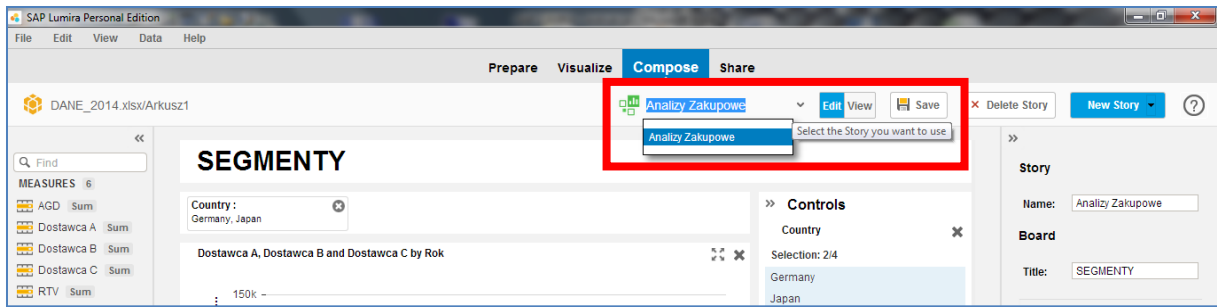 SAP Lumira Personal Edition
File Edit View Data Help
Prepare Visualize Compose Share
DANE_2014.xlsx/Arkusz1
Analizy Zakupowe Edit View Save × Delete Story New Story ?
Analizy Zakupowe
Select the Story you want to use
«
Find
MEASURES 6
AGD Sum
Dostawca A Sum
Dostawca B Sum
Dostawca C Sum
RTV Sum
SEGMENTY
Country :
Germany, Japan
Dostawca A, Dostawca B and Dostawca C by Rok
150k
» Controls
Country
Selection: 2/4
Germany
Japan
»
Story
Name: Analizy Zakupowe
Board
Title: SEGMENTY